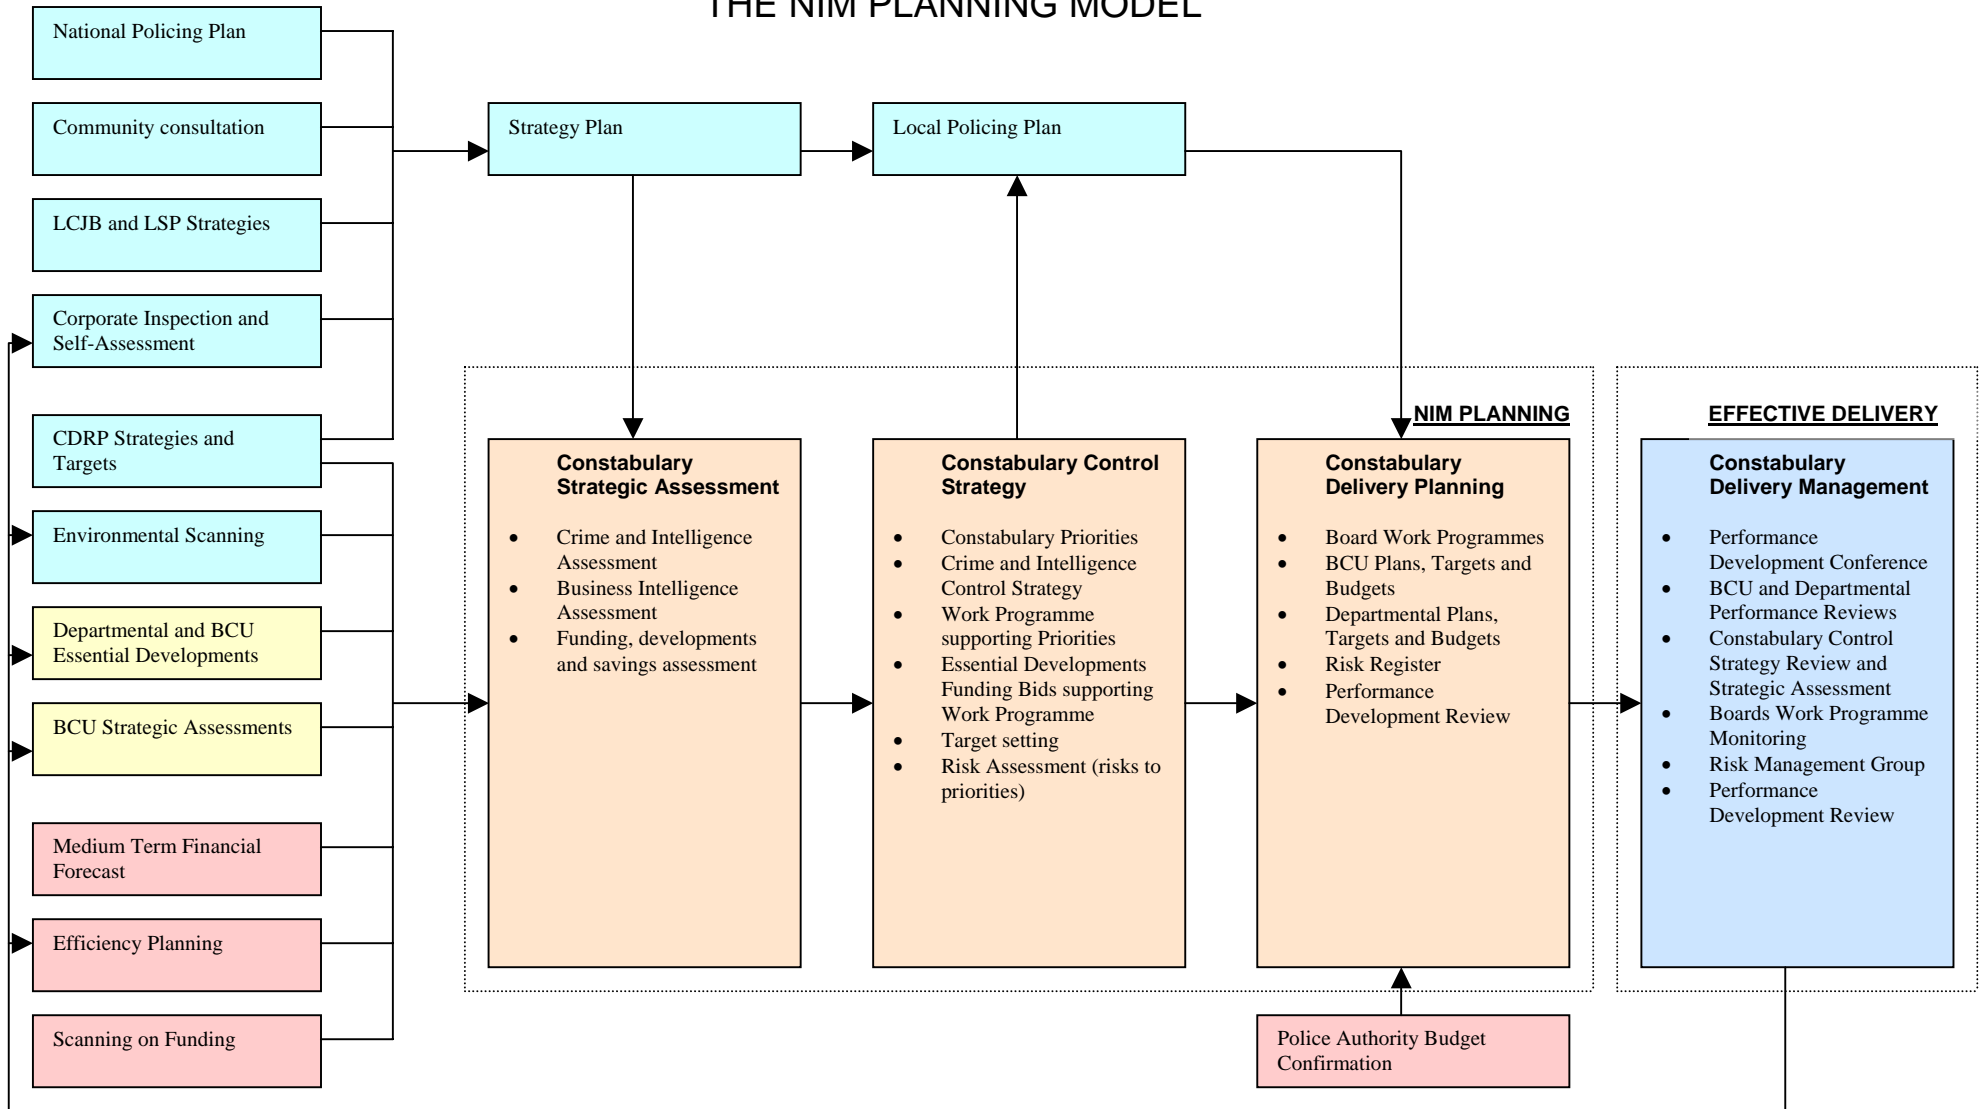 THE NIM PLANNING MODEL
National Policing Plan
Community consultation
LCJB and LSP Strategies
Corporate Inspection and
Self-Assessment
CDRP Strategies and
Targets
Environmental Scanning
Departmental and BCU
Essential Developments
BCU Strategic Assessments
Medium Term Financial
Forecast
Efficiency Planning
Scanning on Funding
Strategy Plan
Local Policing Plan
NIM PLANNING
Constabulary
Strategic Assessment
• Crime and Intelligence
Assessment
• Business Intelligence
Assessment
• Funding, developments
and savings assessment
Constabulary Control
Strategy
• Constabulary Priorities
• Crime and Intelligence
Control Strategy
• Work Programme
supporting Priorities
• Essential Developments
Funding Bids supporting
Work Programme
• Target setting
• Risk Assessment (risks to
priorities)
Constabulary
Delivery Planning
• Board Work Programmes
• BCU Plans, Targets and
Budgets
• Departmental Plans,
Targets and Budgets
• Risk Register
• Performance
Development Review
Police Authority Budget
Confirmation
EFFECTIVE DELIVERY
Constabulary
Delivery Management
• Performance
Development Conference
• BCU and Departmental
Performance Reviews
• Constabulary Control
Strategy Review and
Strategic Assessment
• Boards Work Programme
Monitoring
• Risk Management Group
• Performance
Development Review